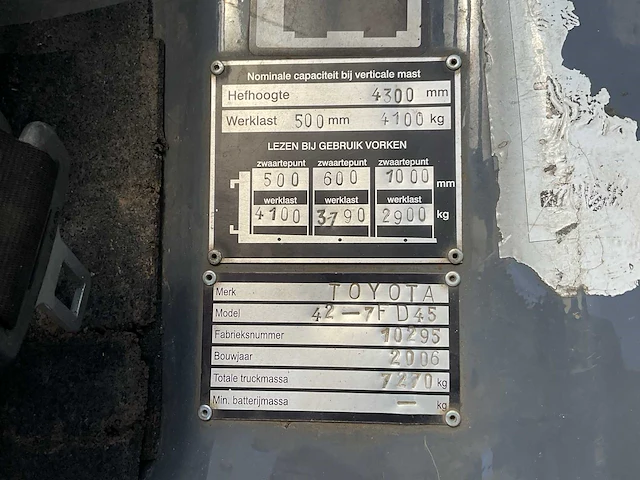 Nominale capaciteit bij verticale mast
Hefhoogte 4300 mm
Werklast 500 mm 4100 kg
LEZEN BIJ GEBRUIK VORKEN
zwaartepunt zwaartepunt zwaartepunt
500 600 1000 mm
werklast werklast werklast
4100 3790 2900 kg
Merk TOYOTA
Model 42-7FD45
Fabrieksnummer 10295
Bouwjaar 2006
Totale truckmassa 7270 kg
Min. batterijmassa - kg